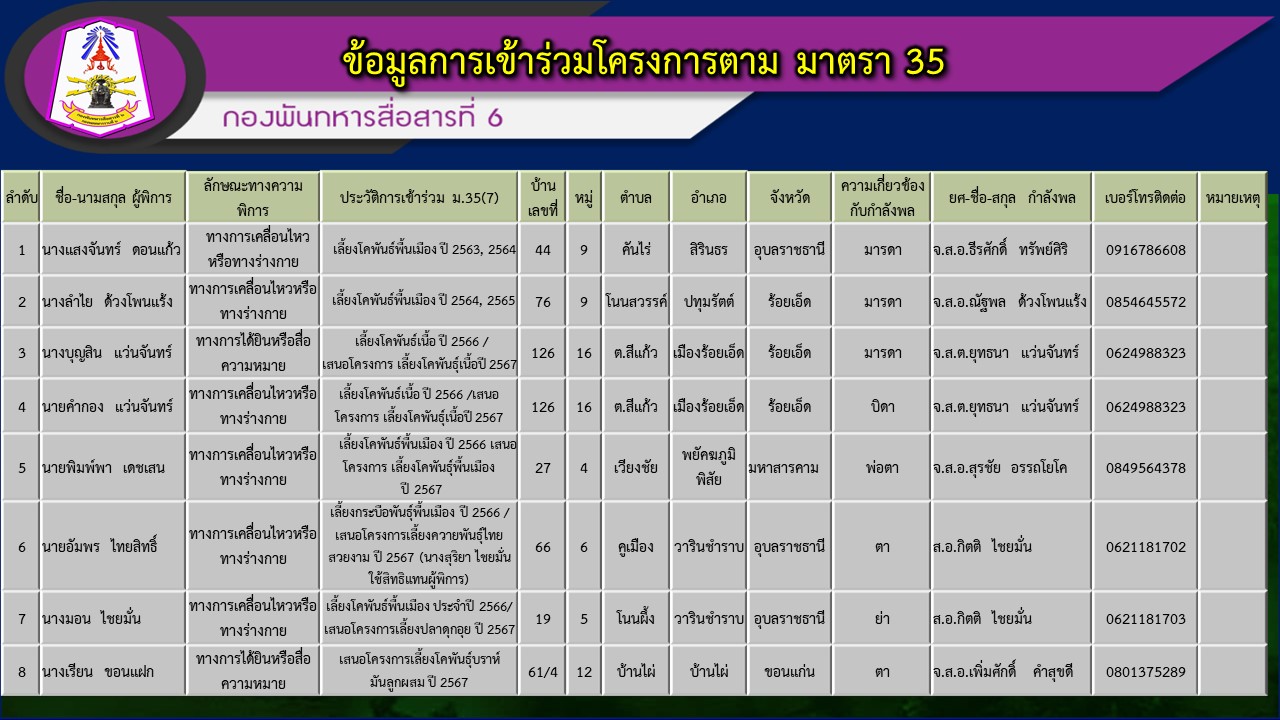 ข้อมูลการเข้าร่วมโครงการตาม มาตรา 35
กองพันทหารสื่อสารที่ 6
ลำดับ ชื่อ-นามสกุล ผู้พิการ ลักษณะทางความพิการ ประวัติการเข้าร่วม ม.35(7) บ้านเลขที่ หมู่ ตำบล อำเภอ จังหวัด ความเกี่ยวข้องกับกำลังพล ยศ-ชื่อ-สกุล กำลังพล เบอร์โทรติดต่อ หมายเหตุ
1 นางแสงจันทร์ ดอนแก้ว ทางการเคลื่อนไหวหรือทางร่างกาย เลี้ยงโคพันธ์พื้นเมือง ปี 2563, 2564 44 9 คันไร่ สิรินธร อุบลราชธานี มารดา จ.ส.อ.ธีรศักดิ์ ทรัพย์ศิริ 0916786608
2 นางลำไย ด้วงโพนแร้ง ทางการเคลื่อนไหวหรือทางร่างกาย เลี้ยงโคพันธ์พื้นเมือง ปี 2564, 2565 76 9 โนนสวรรค์ ปทุมรัตต์ ร้อยเอ็ด มารดา จ.ส.อ.ณัฐพล ด้วงโพนแร้ง 0854645572
3 นางบุญสิน แว่นจันทร์ ทางการได้ยินหรือสื่อความหมาย เลี้ยงโคพันธ์เนื้อ ปี 2566 / เสนอโครงการ เลี้ยงโคพันธุ์เนื้อปี 2567 126 16 ต.สีแก้ว เมืองร้อยเอ็ด ร้อยเอ็ด มารดา จ.ส.ต.ยุทธนา แว่นจันทร์ 0624988323
4 นายคำกอง แว่นจันทร์ ทางการเคลื่อนไหวหรือทางร่างกาย เลี้ยงโคพันธ์เนื้อ ปี 2566 /เสนอโครงการ เลี้ยงโคพันธุ์เนื้อปี 2567 126 16 ต.สีแก้ว เมืองร้อยเอ็ด ร้อยเอ็ด บิดา จ.ส.ต.ยุทธนา แว่นจันทร์ 0624988323
5 นายพิมพ์พา เดชเสน ทางการเคลื่อนไหวหรือทางร่างกาย เลี้ยงโคพันธ์พื้นเมือง ปี 2566 เสนอโครงการ เลี้ยงโคพันธุ์พื้นเมือง ปี 2567 27 4 เวียงชัย พยัคฆภูมิพิสัย มหาสารคาม พ่อตา จ.ส.อ.สุรชัย อรรถโยโค 0849564378
6 นายอัมพร ไทยสิทธิ์ ทางการเคลื่อนไหวหรือทางร่างกาย เลี้ยงกระบือพันธุ์พื้นเมือง ปี 2566 / เสนอโครงการเลี้ยงควายพันธุ์ไทยสวยงาม ปี 2567 (นางสุริยา ไชยมั่น ใช้สิทธิแทนผู้พิการ) 66 6 คูเมือง วารินชำราบ อุบลราชธานี ตา ส.อ.กิตติ ไชยมั่น 0621181702
7 นางมอน ไชยมั่น ทางการเคลื่อนไหวหรือทางร่างกาย เลี้ยงโคพันธ์พื้นเมือง ประจำปี 2566/ เสนอโครงการเลี้ยงปลาดุกอุย ปี 2567 19 5 โนนผึ้ง วารินชำราบ อุบลราชธานี ย่า ส.อ.กิตติ ไชยมั่น 0621181703
8 นางเรียน ขอนแฝก ทางการได้ยินหรือสื่อความหมาย เสนอโครงการเลี้ยงโคพันธุ์บราห์มันลูกผสม ปี 2567 61/4 12 บ้านไผ่ บ้านไผ่ ขอนแก่น ตา จ.ส.อ.เพิ่มศักดิ์ คำสุขดี 0801375289